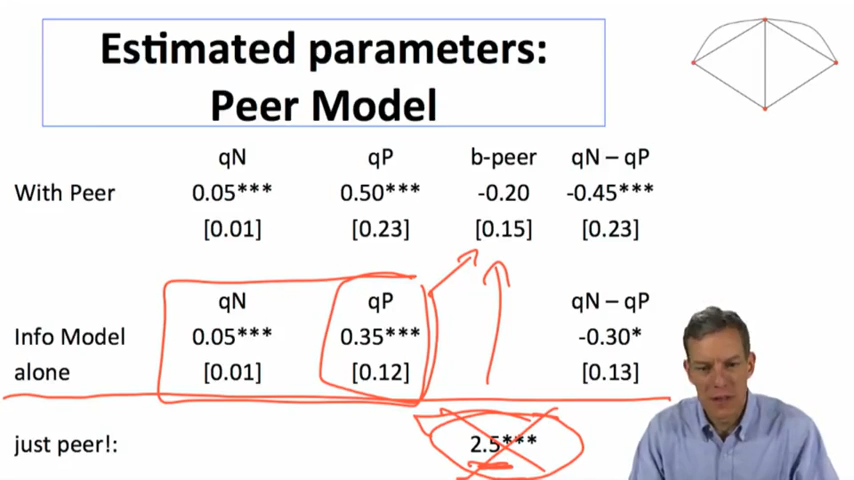 Estimated parameters:
Peer Model
qN qP b-peer qN – qP
With Peer 0.05*** 0.50*** -0.20 -0.45***
[0.01] [0.23] [0.15] [0.23]
qN qP qN – qP
Info Model 0.05*** 0.35*** -0.30*
alone [0.01] [0.12] [0.13]
just peer!: 2.5***